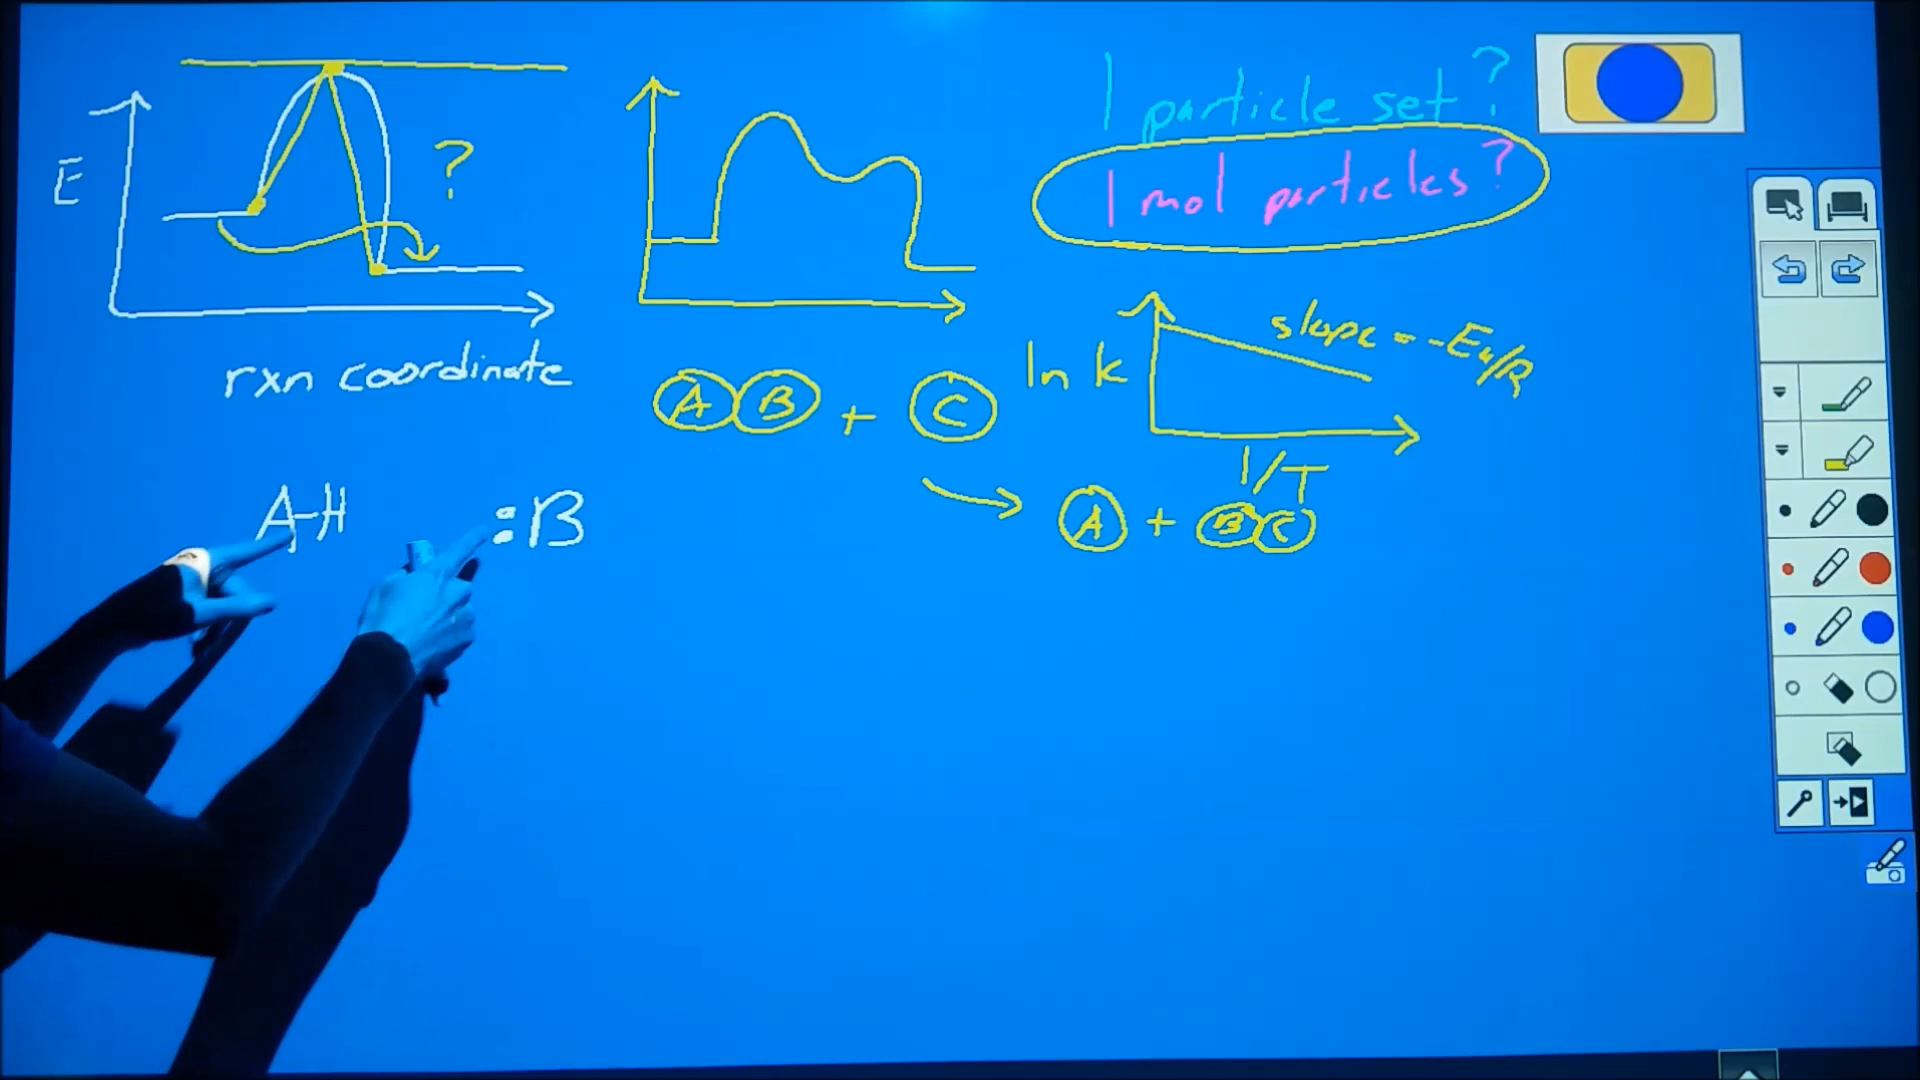 E
?
rxn coordinate
1 particle set?
1 mol particles?
ln k
slope = -Ea/R
1/T
A B + C
A + B C
A-H :B